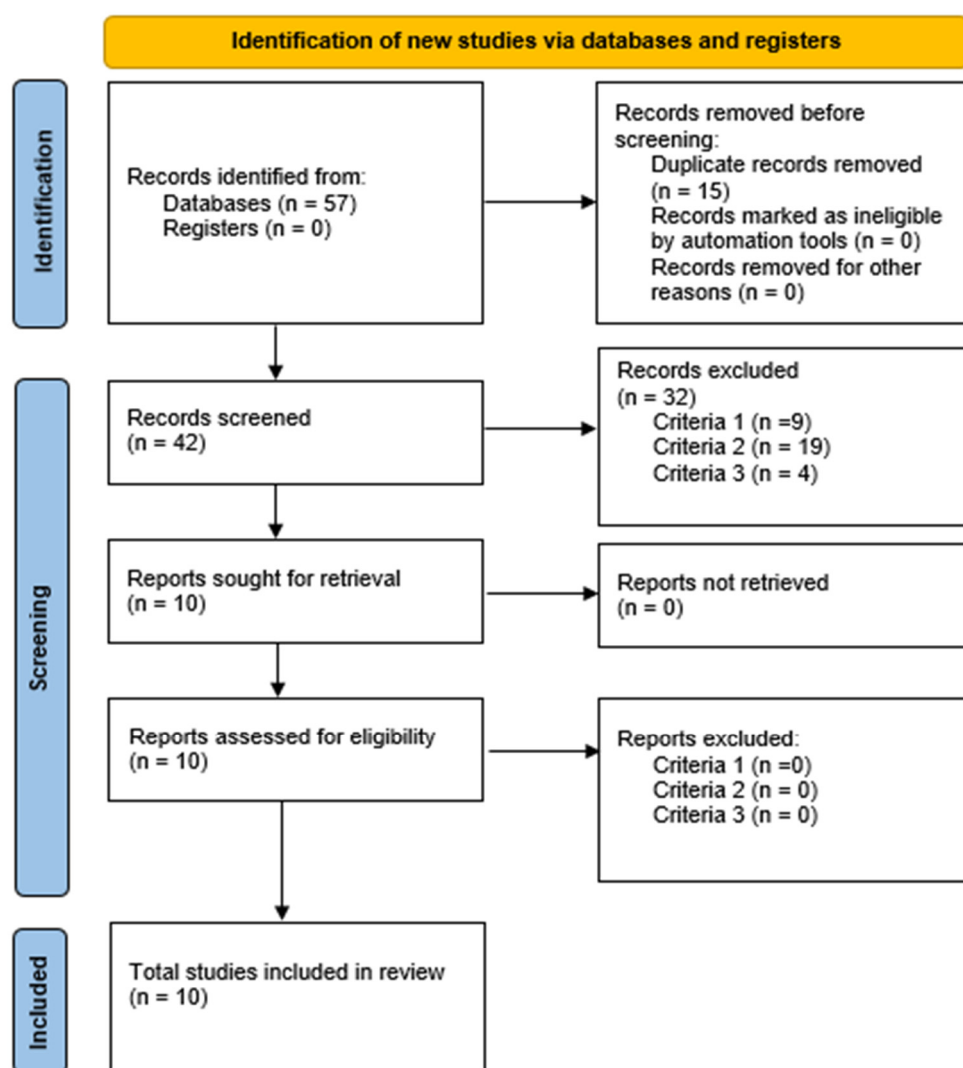 Identification of new studies via databases and registers
Identification
Records identified from:
Databases (n = 57)
Registers (n = 0)
Records removed before
screening:
Duplicate records removed
(n = 15)
Records marked as ineligible
by automation tools (n = 0)
Records removed for other
reasons (n = 0)
Screening
Records screened
(n = 42)
Records excluded
(n = 32)
Criteria 1 (n =9)
Criteria 2 (n = 19)
Criteria 3 (n = 4)
Reports sought for retrieval
(n = 10)
Reports not retrieved
(n = 0)
Reports assessed for eligibility
(n = 10)
Reports excluded:
Criteria 1 (n =0)
Criteria 2 (n = 0)
Criteria 3 (n = 0)
Included
Total studies included in review
(n = 10)